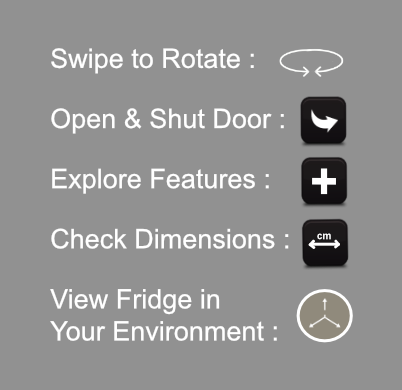 Swipe to Rotate :
Open & Shut Door :
Explore Features :
Check Dimensions :
cm
View Fridge in
Your Environment :